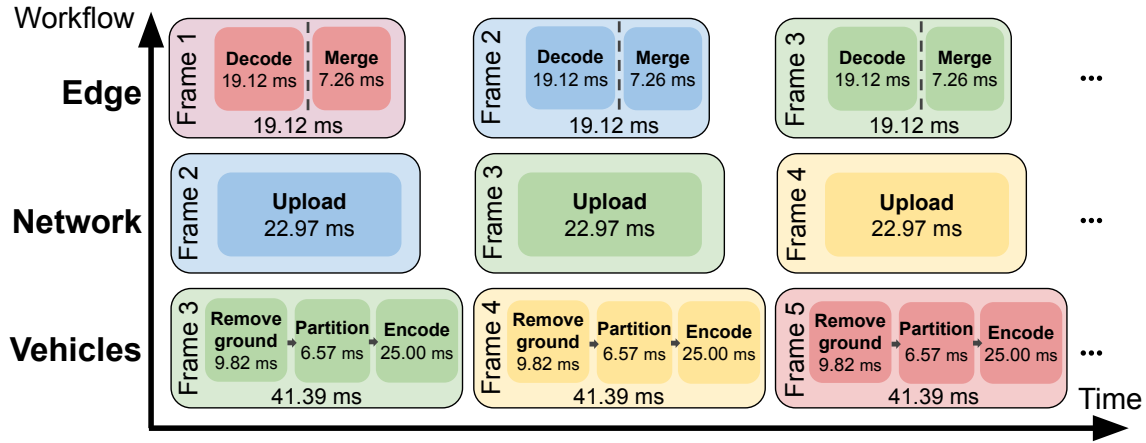 Workflow
Edge
Frame 1
Decode
19.12 ms
Merge
7.26 ms
19.12 ms
Frame 2
Decode
19.12 ms
Merge
7.26 ms
19.12 ms
Frame 3
Decode
19.12 ms
Merge
7.26 ms
19.12 ms
...
Network
Frame 2
Upload
22.97 ms
Frame 3
Upload
22.97 ms
Frame 4
Upload
22.97 ms
...
Vehicles
Frame 3
Remove
ground
9.82 ms
Partition
6.57 ms
Encode
25.00 ms
41.39 ms
Frame 4
Remove
ground
9.82 ms
Partition
6.57 ms
Encode
25.00 ms
41.39 ms
Frame 5
Remove
ground
9.82 ms
Partition
6.57 ms
Encode
25.00 ms
41.39 ms
...
Time